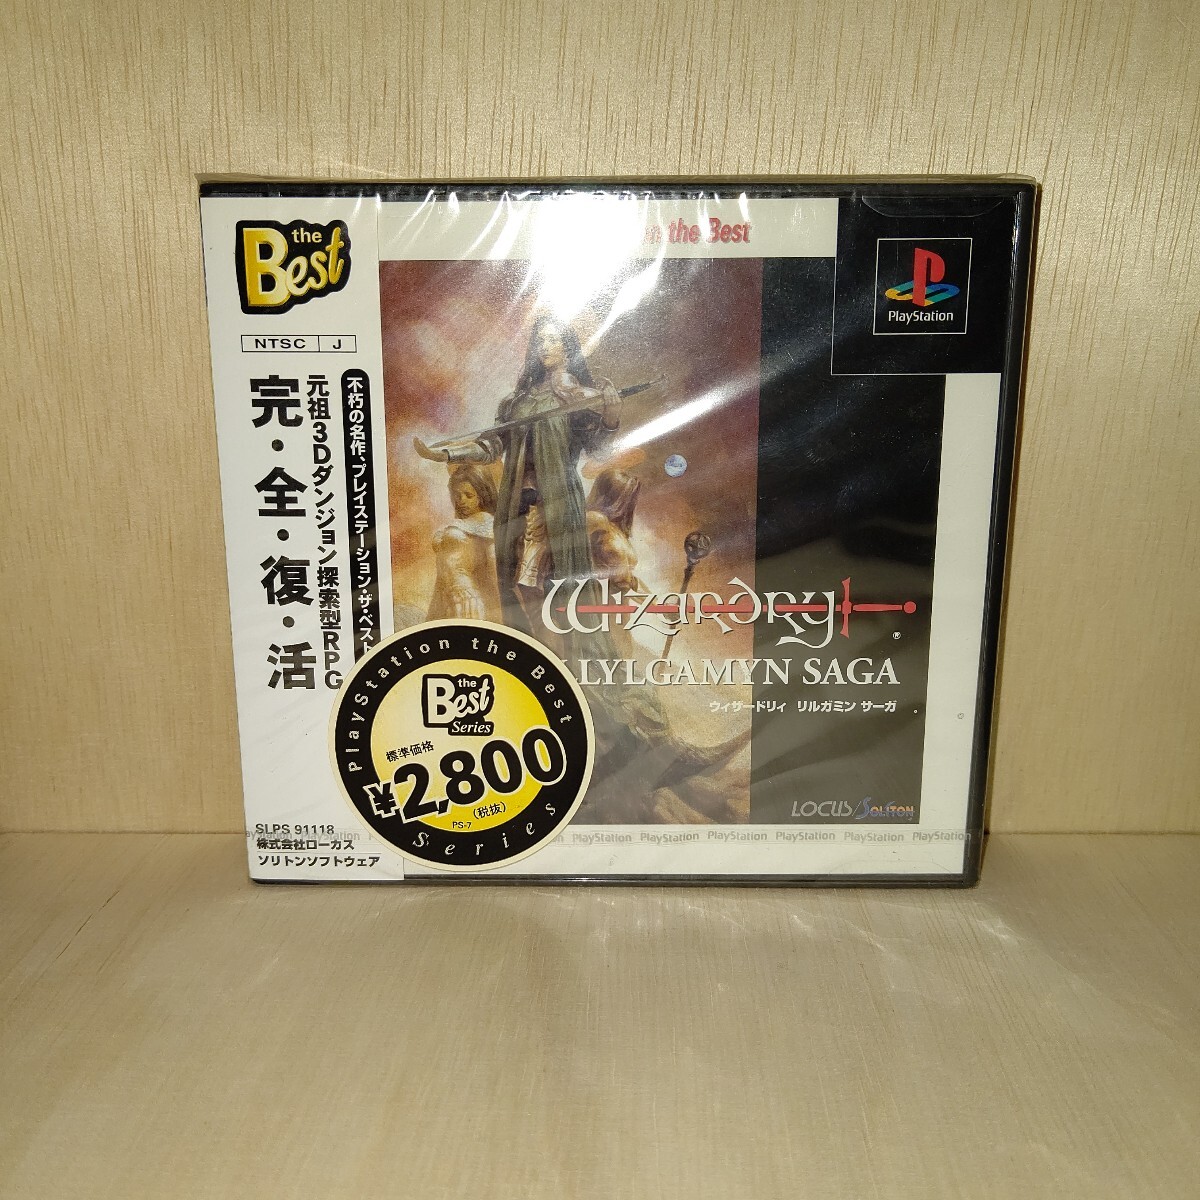 the Best
NTSC J
不朽の名作、プレイステーション・ザ・ベスト
元祖3Dダンジョン探索型RPG
完・全・復・活
SLPS 91118
株式会社ローカス
ソリトンソフトウェア
the Best
PlayStation
Wizardry
®
LLYLGAMYN SAGA
ウィザードリィ リルガミン サーガ
LOCUS/SOLITON
PlayStation the Best
the Best Series
標準価格
¥2,800
(税抜)
PS-7
Series
PlayStation PlayStation PlayStation PlayStation PlayStation